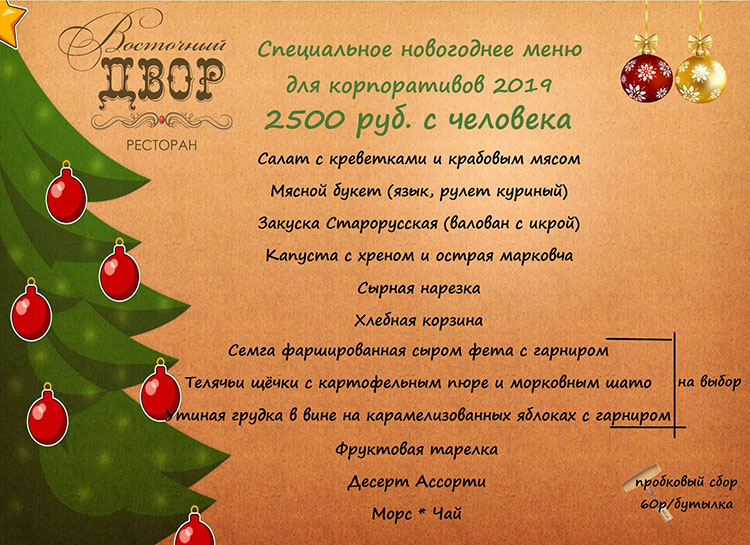 Восточный
ДВОР
РЕСТОРАН
Специальное новогоднее меню
для корпоративов 2019
2500 руб. с человека
Салат с креветками и крабовым мясом
Мясной букет (язык, рулет куриный)
Закуска Старорусская (валован с икрой)
Капуста с хреном и острая марковча
Сырная нарезка
Хлебная корзина
Семга фаршированная сыром фета с гарниром
Телячьи щёчки с картофельным пюре и морковным шато
Утиная грудка в вине на карамелизованных яблоках с гарниром
на выбор
Фруктовая тарелка
Десерт Ассорти
Морс * Чай
пробковый сбор
60р/бутылка